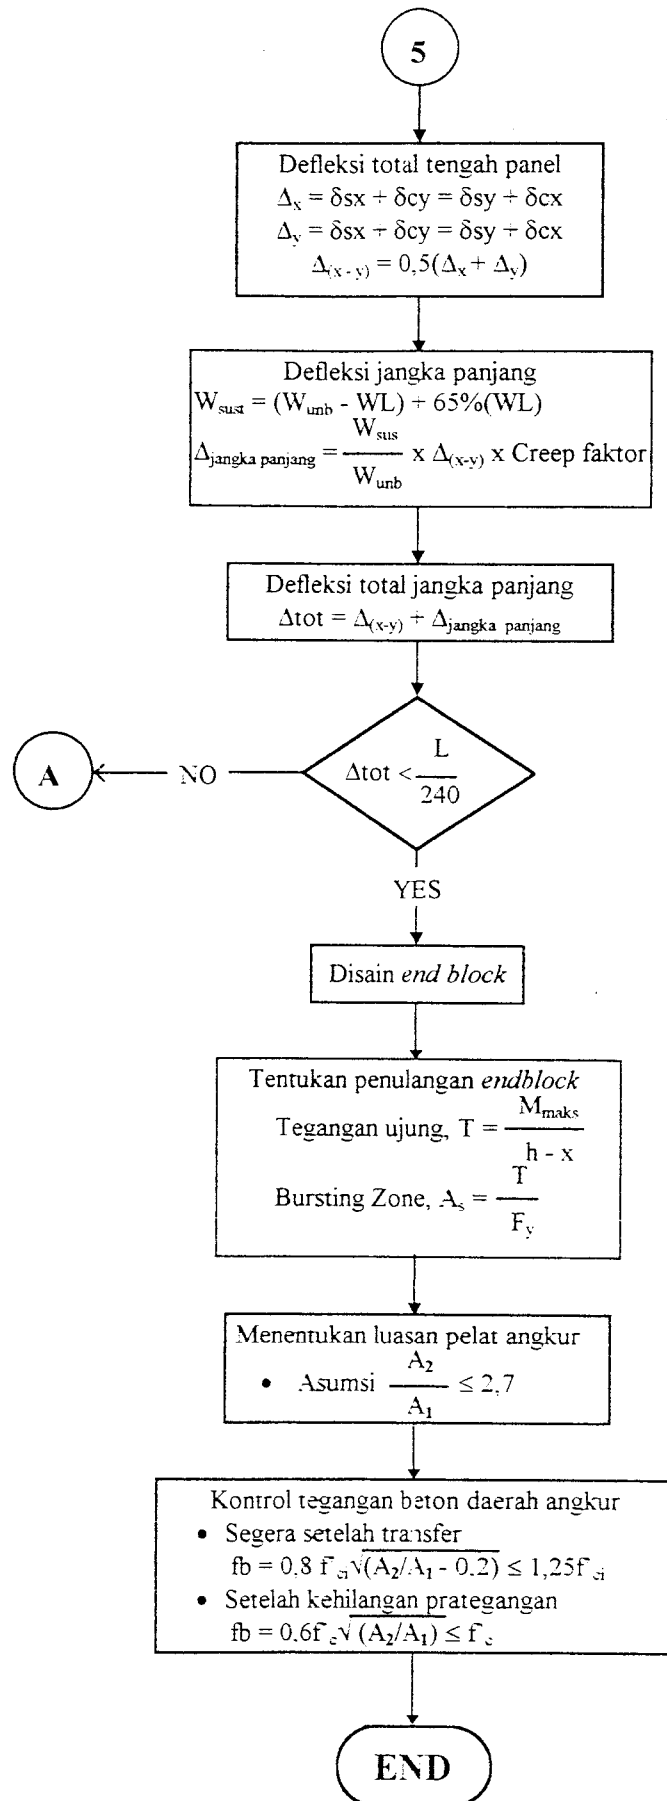 5
Defleksi total tengah panel
Δx = δsx + δcy = δsy + δcx
Δy = δsx + δcy = δsy + δcx
Δ(x - y) = 0,5(Δx + Δy)
Defleksi jangka panjang
Wsust = (Wunb - WL) + 65%(WL)
Δjangka panjang = Wsus / Wunb x Δ(x-y) x Creep faktor
Defleksi total jangka panjang
Δtot = Δ(x-y) + Δjangka panjang
Δtot < L / 240
NO
A
YES
Disain end block
Tentukan penulangan endblock
Tegangan ujung, T = Mmaks / h - x
Bursting Zone, As = T / Fy
Menentukan luasan pelat angkur
• Asumsi A2 / A1 ≤ 2,7
Kontrol tegangan beton daerah angkur
• Segera setelah transfer
fb = 0,8 f'ci√(A2/A1 - 0,2) ≤ 1,25f'ci
• Setelah kehilangan prategangan
fb = 0,6f'c√(A2/A1) ≤ f'c
END